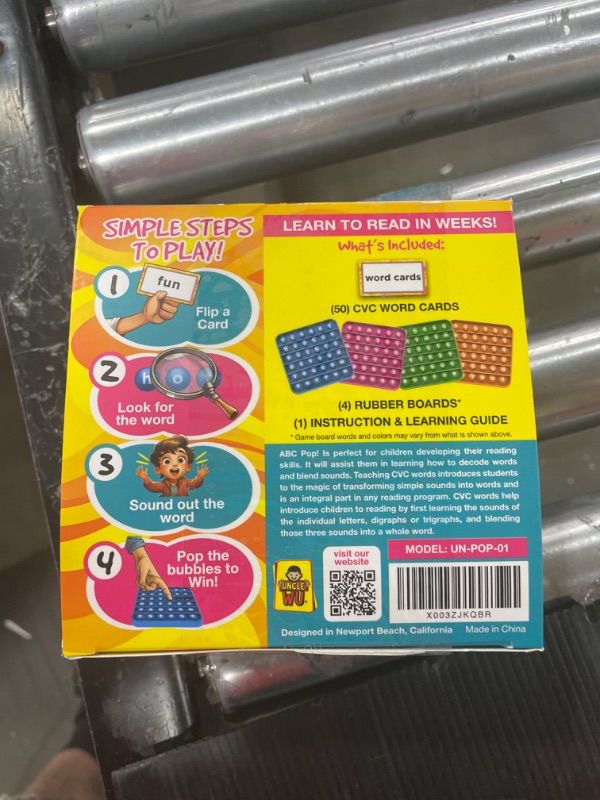 SIMPLE STEPS
TO PLAY!
1
fun
Flip a
Card
2
h o
Look for
the word
3
Sound out the
word
4
Pop the
bubbles to
Win!
LEARN TO READ IN WEEKS!
What's Included:
word cards
(50) CVC WORD CARDS
(4) RUBBER BOARDS*
(1) INSTRUCTION & LEARNING GUIDE
* Game board words and colors may vary from what is shown above.
ABC Pop! Is perfect for children developing their reading
skills. It will assist them in learning how to decode words
and blend sounds. Teaching CVC words introduces students
to the magic of transforming simple sounds into words and
is an integral part in any reading program. CVC words help
introduce children to reading by first learning the sounds of
the individual letters, digraphs or trigraphs, and blending
those three sounds into a whole word.
UNCLE
WU
visit our
website
MODEL: UN-POP-01
X003ZJKQBR
Designed in Newport Beach, California Made in China